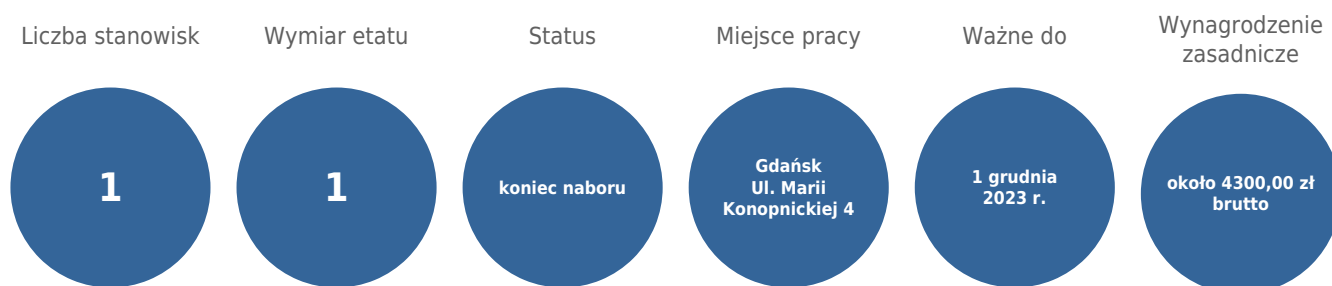 Liczba stanowisk
1
Wymiar etatu
1
Status
koniec naboru
Miejsce pracy
Gdańsk
Ul. Marii
Konopnickiej 4
Ważne do
1 grudnia
2023 r.
Wynagrodzenie
zasadnicze
około 4300,00 zł
brutto